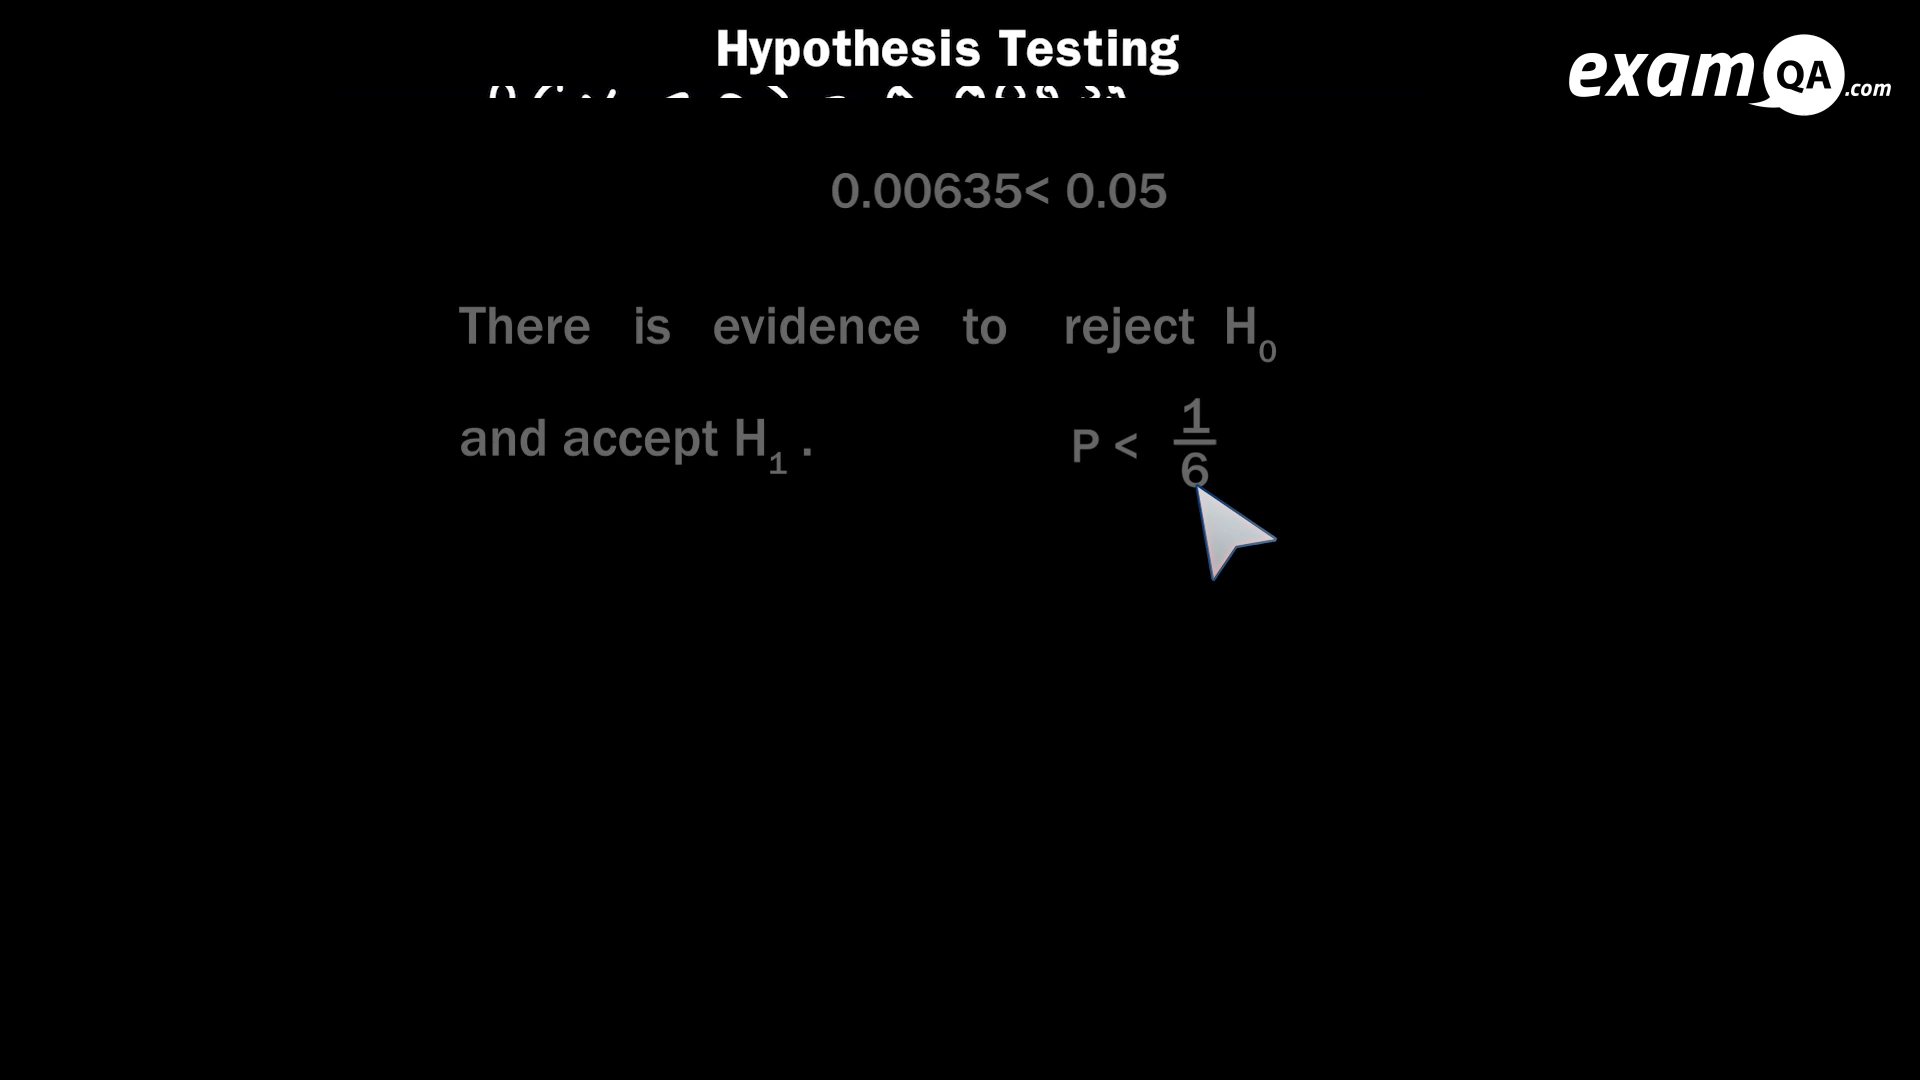 Hypothesis Testing
examQA.com
0.00635< 0.05
There is evidence to reject H₀
and accept H₁ . P < 1/6